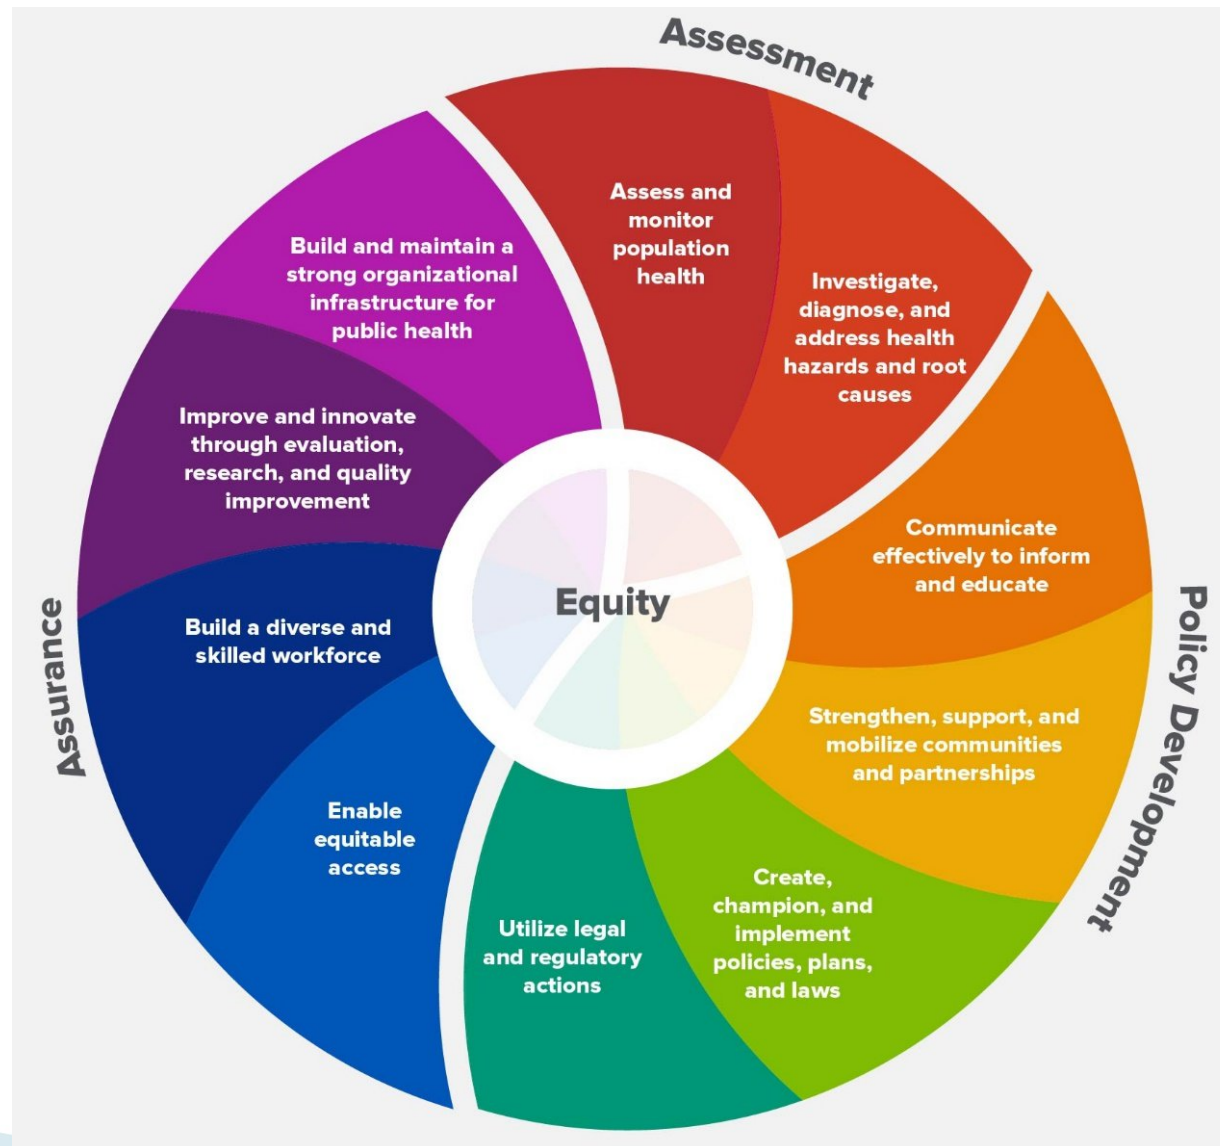 Assessment
Assess and
monitor
population
health
Investigate,
diagnose, and
address health
hazards and root
causes
Policy Development
Communicate
effectively to inform
and educate
Strengthen, support, and
mobilize communities
and partnerships
Create,
champion, and
implement
policies, plans,
and laws
Utilize legal
and regulatory
actions
Assurance
Enable
equitable
access
Build a diverse and
skilled workforce
Improve and innovate
through evaluation,
research, and quality
improvement
Build and maintain a
strong organizational
infrastructure for
public health
Equity